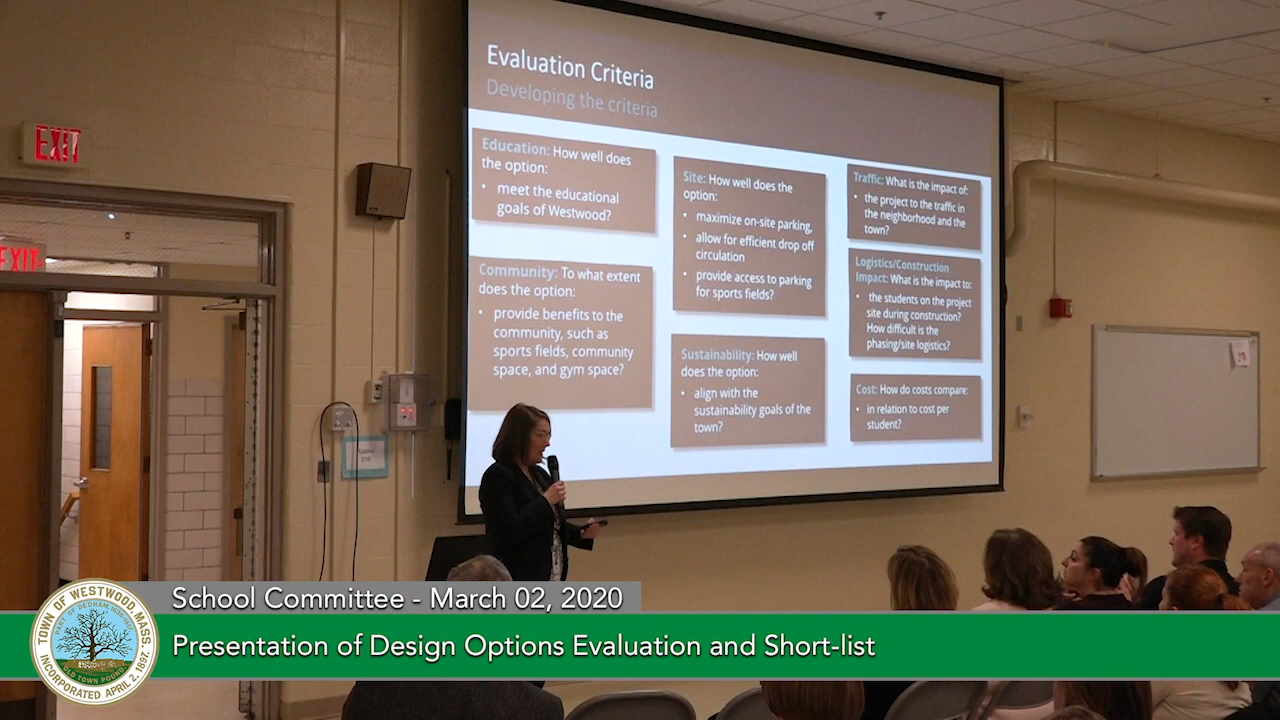 Evaluation Criteria
Developing the criteria
Education: How well does
the option:
• meet the educational
goals of Westwood?
Community: To what extent
does the option:
• provide benefits to the
community, such as
sports fields, community
space, and gym space?
Site: How well does the
option:
• maximize on-site parking,
• allow for efficient drop off
circulation
• provide access to parking
for sports fields?
Sustainability: How well
does the option:
• align with the
sustainability goals of the
town?
Traffic: What is the impact of:
• the project to the traffic in
the neighborhood and the
town?
Logistics/Construction
Impact: What is the impact to:
• the students on the project
site during construction?
How difficult is the
phasing/site logistics?
Cost: How do costs compare:
• in relation to cost per
student?
EXIT
EXIT
School Committee - March 02, 2020
Presentation of Design Options Evaluation and Short-list
TOWN OF WESTWOOD, MASS.
PART OF DEDHAM
OLD TOWN POUND
INCORPORATED APRIL 2, 1897.